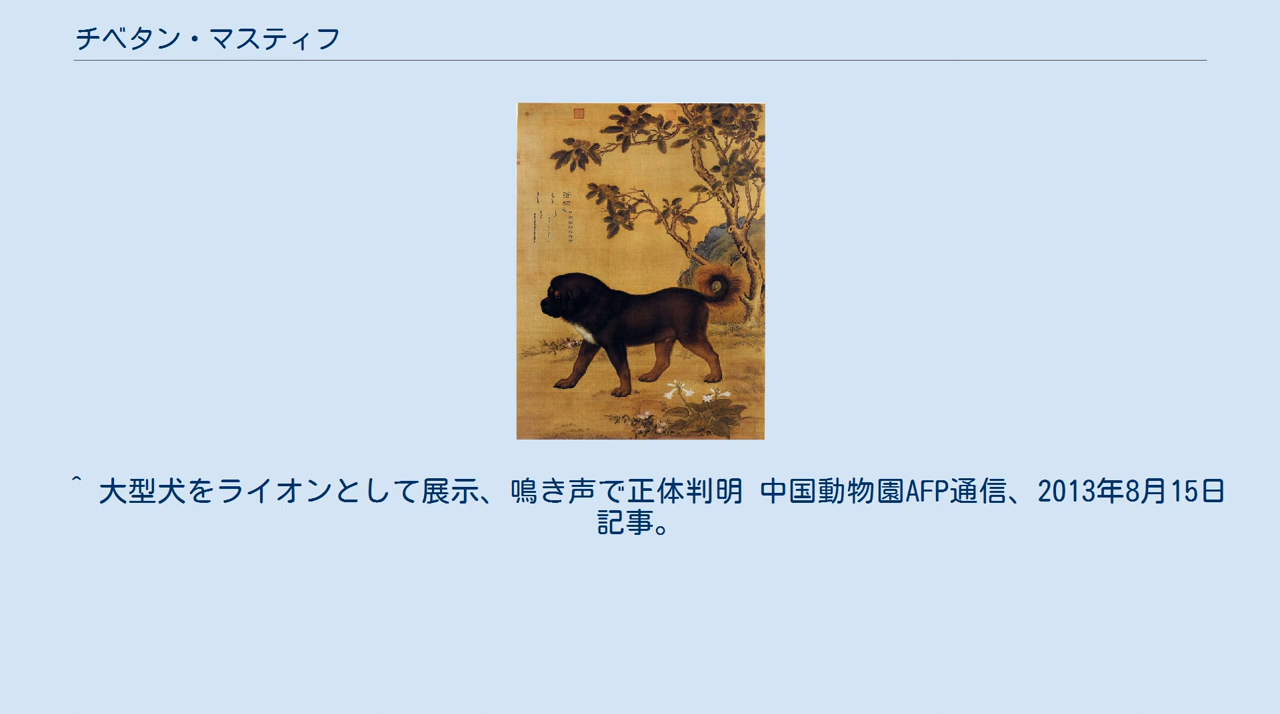 チベタン・マスティフ
^ 大型犬をライオンとして展示、鳴き声で正体判明 中国動物園AFP通信、2013年8月15日
記事。